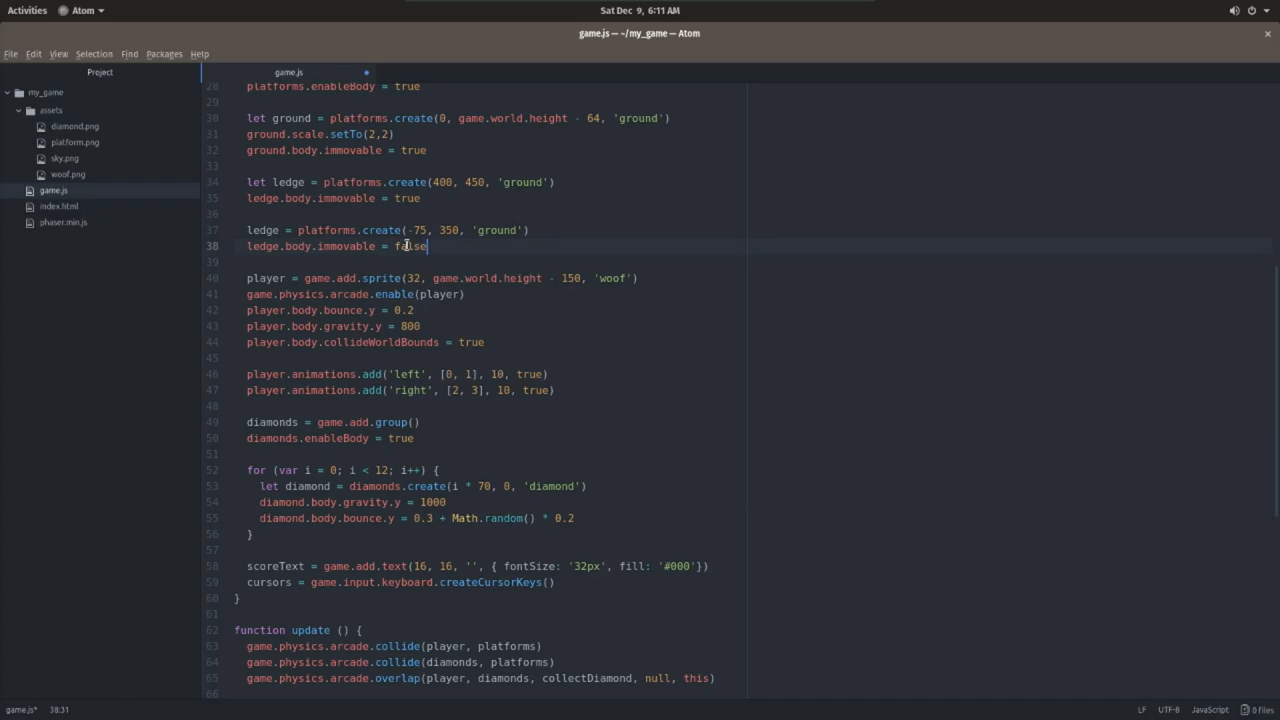 Activities Atom Sat Dec 9, 6:11 AM
game.js — ~/my_game — Atom
File Edit View Selection Find Packages Help
Project game.js
my_game
assets
diamond.png
platform.png
sky.png
woof.png
game.js
index.html
phaser.min.js
28 platforms.enableBody = true
29
30 let ground = platforms.create(0, game.world.height - 64, 'ground')
31 ground.scale.setTo(2,2)
32 ground.body.immovable = true
33
34 let ledge = platforms.create(400, 450, 'ground')
35 ledge.body.immovable = true
36
37 ledge = platforms.create(-75, 350, 'ground')
38 ledge.body.immovable = false
39
40 player = game.add.sprite(32, game.world.height - 150, 'woof')
41 game.physics.arcade.enable(player)
42 player.body.bounce.y = 0.2
43 player.body.gravity.y = 800
44 player.body.collideWorldBounds = true
45
46 player.animations.add('left', [0, 1], 10, true)
47 player.animations.add('right', [2, 3], 10, true)
48
49 diamonds = game.add.group()
50 diamonds.enableBody = true
51
52 for (var i = 0; i < 12; i++) {
53 let diamond = diamonds.create(i * 70, 0, 'diamond')
54 diamond.body.gravity.y = 1000
55 diamond.body.bounce.y = 0.3 + Math.random() * 0.2
56 }
57
58 scoreText = game.add.text(16, 16, '', { fontSize: '32px', fill: '#000'})
59 cursors = game.input.keyboard.createCursorKeys()
60 }
61
62 function update () {
63 game.physics.arcade.collide(player, platforms)
64 game.physics.arcade.collide(diamonds, platforms)
65 game.physics.arcade.overlap(player, diamonds, collectDiamond, null, this)
66
game.js* 38:31 LF UTF-8 JavaScript 0 files